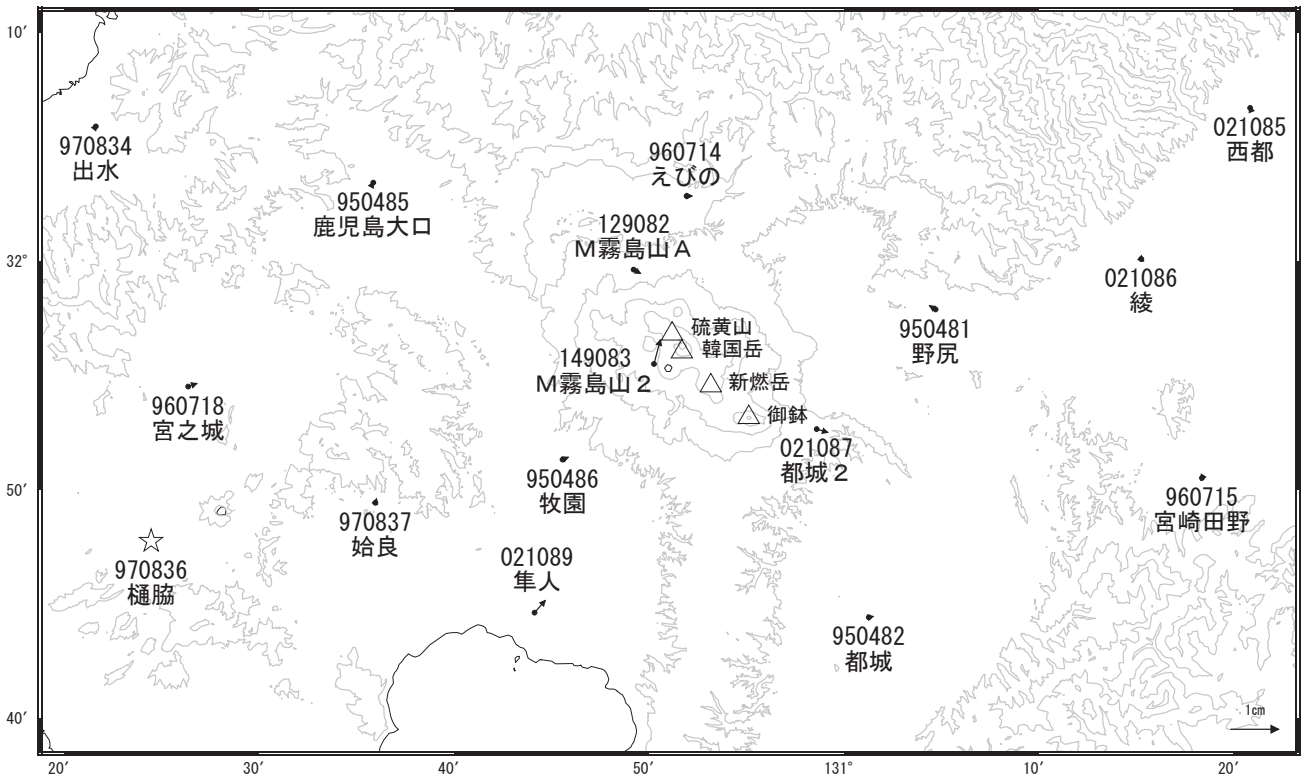 10′
021085
西都
970834
出水
960714
えびの
950485
鹿児島大口
129082
M霧島山A
32°
021086
綾
950481
野尻
硫黄山
韓国岳
149083
M霧島山2
新燃岳
御鉢
960718
宮之城
021087
都城2
950486
牧園
50′
960715
宮崎田野
970837
姶良
970836
樋脇
021089
隼人
950482
都城
40′
1cm
20′
30′
40′
50′
131°
10′
20′